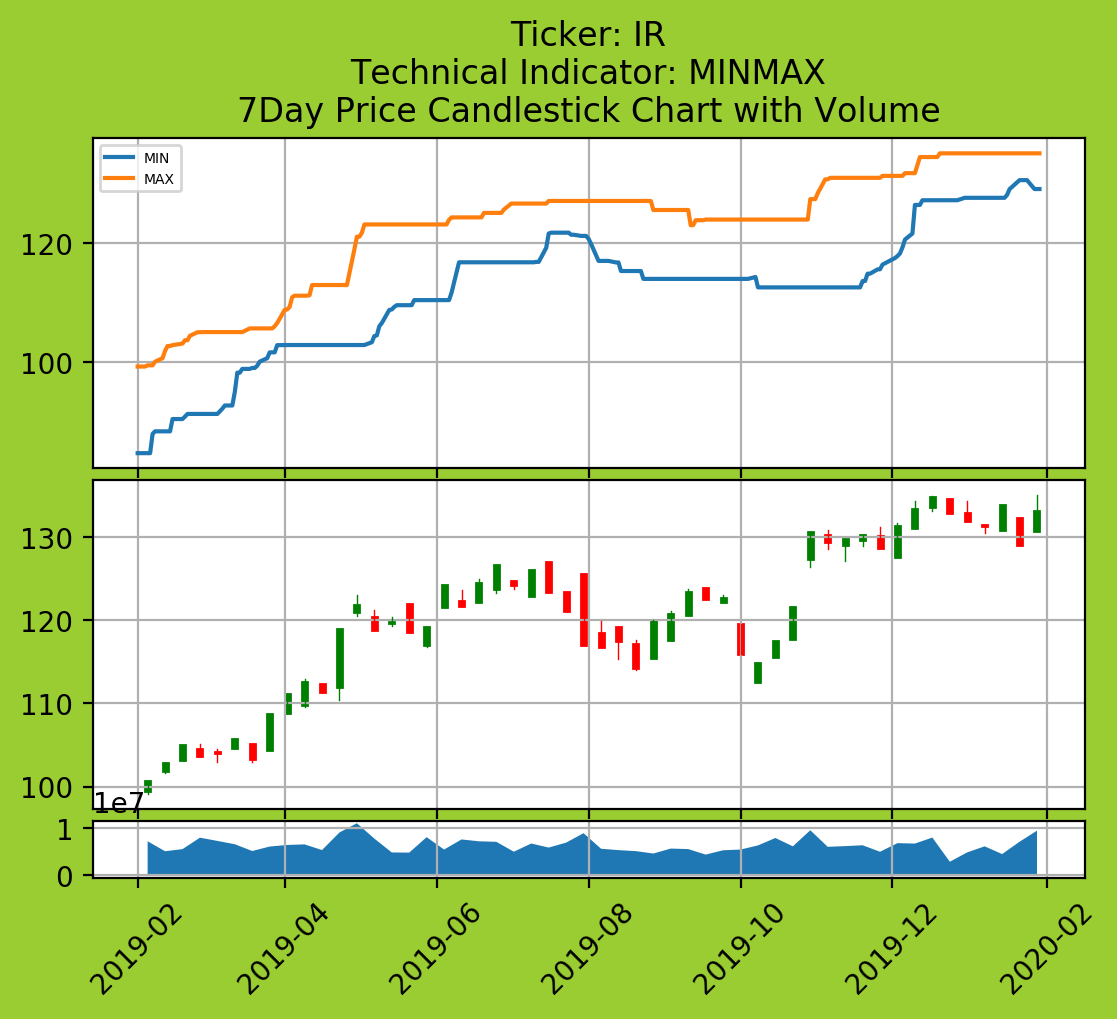 Ticker: IR
Technical Indicator: MINMAX
7Day Price Candlestick Chart with Volume
MIN
MAX
120
100
130
120
110
100
1e7
1
0
2019-02
2019-04
2019-06
2019-08
2019-10
2019-12
2020-02